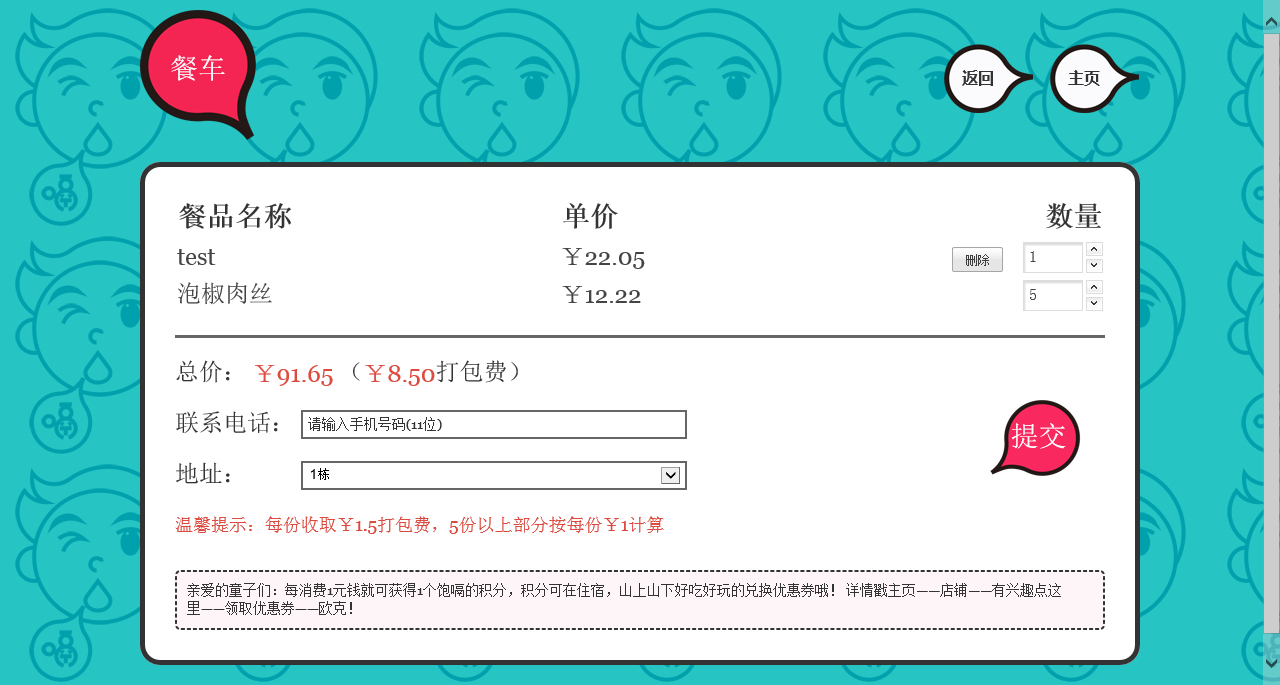 餐车
返回
主页
餐品名称 单价 数量
test ￥22.05 删除 1
泡椒肉丝 ￥12.22 5
总价： ￥91.65 （￥8.50打包费）
联系电话： 请输入手机号码(11位)
提交
地址： 1栋
温馨提示：每份收取￥1.5打包费，5份以上部分按每份￥1计算
亲爱的童子们：每消费1元钱就可获得1个饱嗝的积分，积分可在住宿，山上山下好吃好玩的兑换优惠券哦！ 详情戳主页——店铺——有兴趣点这
里——领取优惠券——欧克！